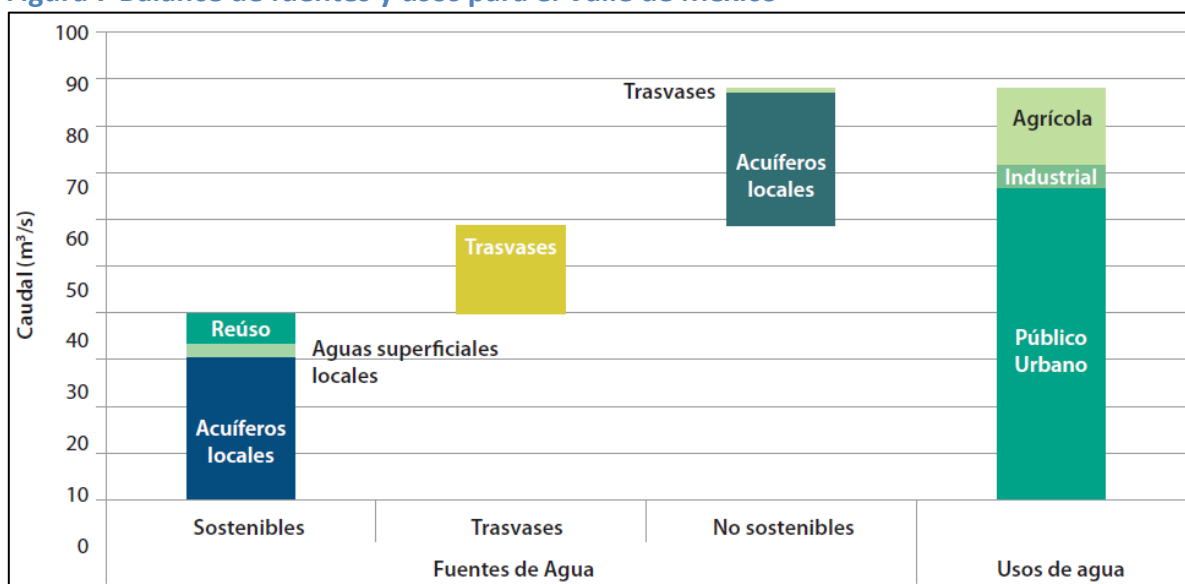 100
90
80
70
60
50
40
30
20
10
0
Caudal (m³/s)
Trasvases
Acuíferos
locales
Agrícola
Industrial
Público
Urbano
Trasvases
Reúso
Aguas superficiales
locales
Acuíferos
locales
Sostenibles
Trasvases
No sostenibles
Fuentes de Agua
Usos de agua